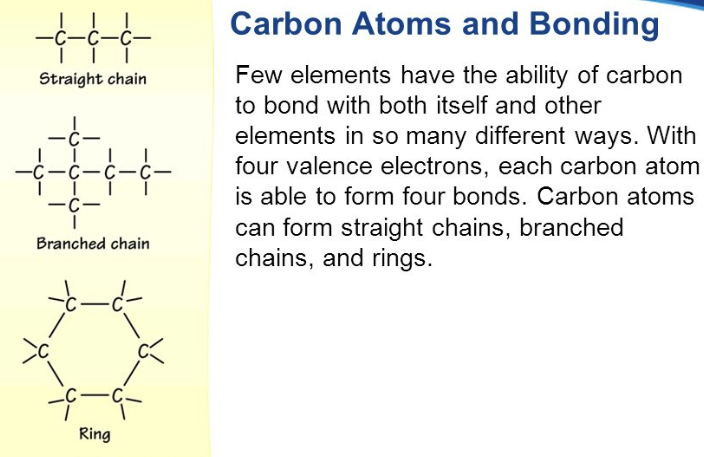 Carbon Atoms and Bonding
C C C
Straight chain
C
C C C C
C
Branched chain
C C
C C
C C
Ring
Few elements have the ability of carbon
to bond with both itself and other
elements in so many different ways. With
four valence electrons, each carbon atom
is able to form four bonds. Carbon atoms
can form straight chains, branched
chains, and rings.